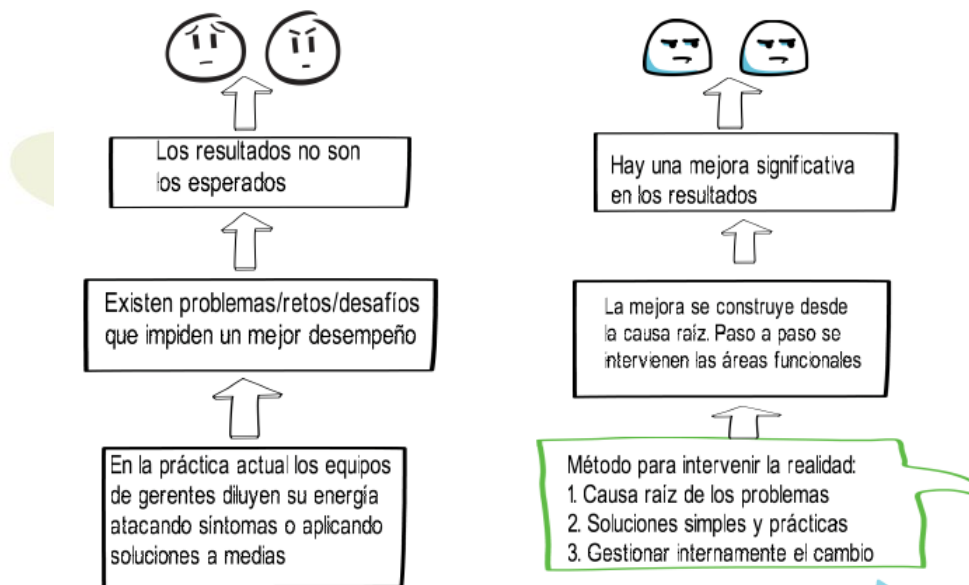 Los resultados no son
los esperados
Existen problemas/retos/desafíos
que impiden un mejor desempeño
En la práctica actual los equipos
de gerentes diluyen su energía
atacando síntomas o aplicando
soluciones a medias
Hay una mejora significativa
en los resultados
La mejora se construye desde
la causa raíz. Paso a paso se
intervienen las áreas funcionales
Método para intervenir la realidad:
1. Causa raíz de los problemas
2. Soluciones simples y prácticas
3. Gestionar internamente el cambio